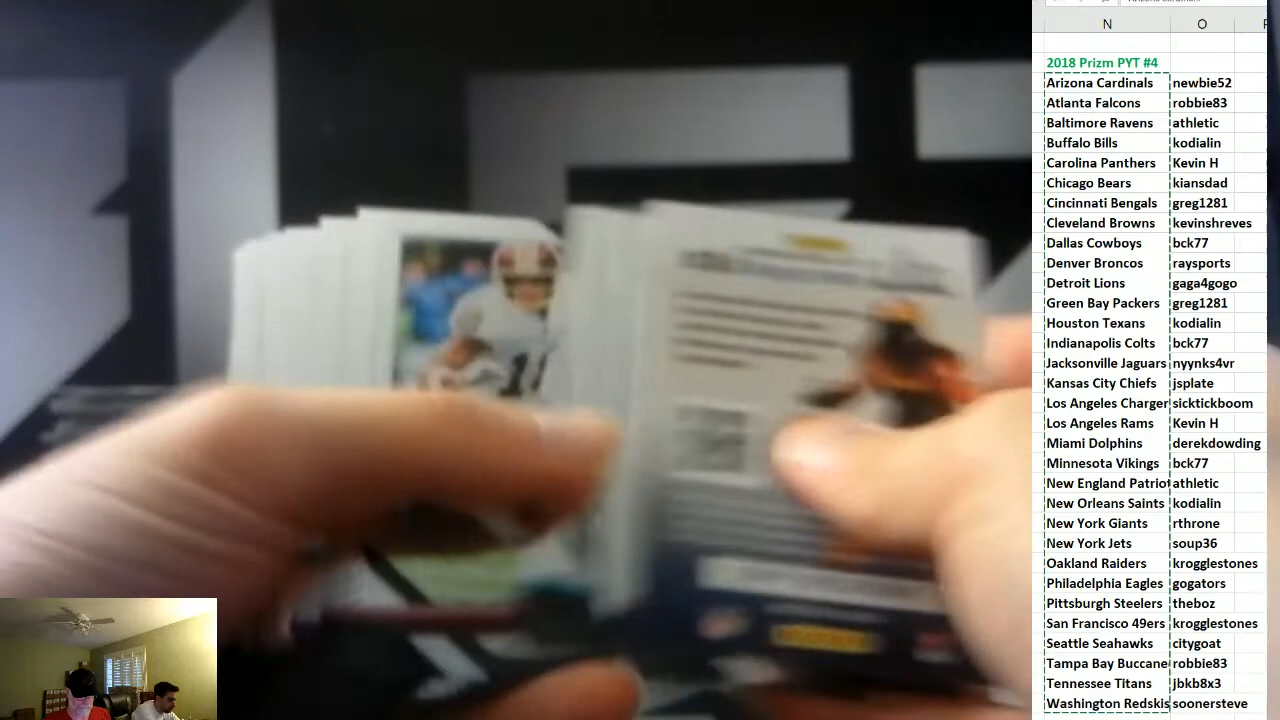 N O
2018 Prizm PYT #4
Arizona Cardinals newbie52
Atlanta Falcons robbie83
Baltimore Ravens athletic
Buffalo Bills kodialin
Carolina Panthers Kevin H
Chicago Bears kiansdad
Cincinnati Bengals greg1281
Cleveland Browns kevinshreves
Dallas Cowboys bck77
Denver Broncos raysports
Detroit Lions gaga4gogo
Green Bay Packers greg1281
Houston Texans kodialin
Indianapolis Colts bck77
Jacksonville Jaguars nyynks4vr
Kansas City Chiefs jsplate
Los Angeles Charger sicktickboom
Los Angeles Rams Kevin H
Miami Dolphins derekdowding
Minnesota Vikings bck77
New England Patriot athletic
New Orleans Saints kodialin
New York Giants rthrone
New York Jets soup36
Oakland Raiders krogglestones
Philadelphia Eagles gogators
Pittsburgh Steelers theboz
San Francisco 49ers krogglestones
Seattle Seahawks citygoat
Tampa Bay Buccane robbie83
Tennessee Titans jbkb8x3
Washington Redskis soonersteve